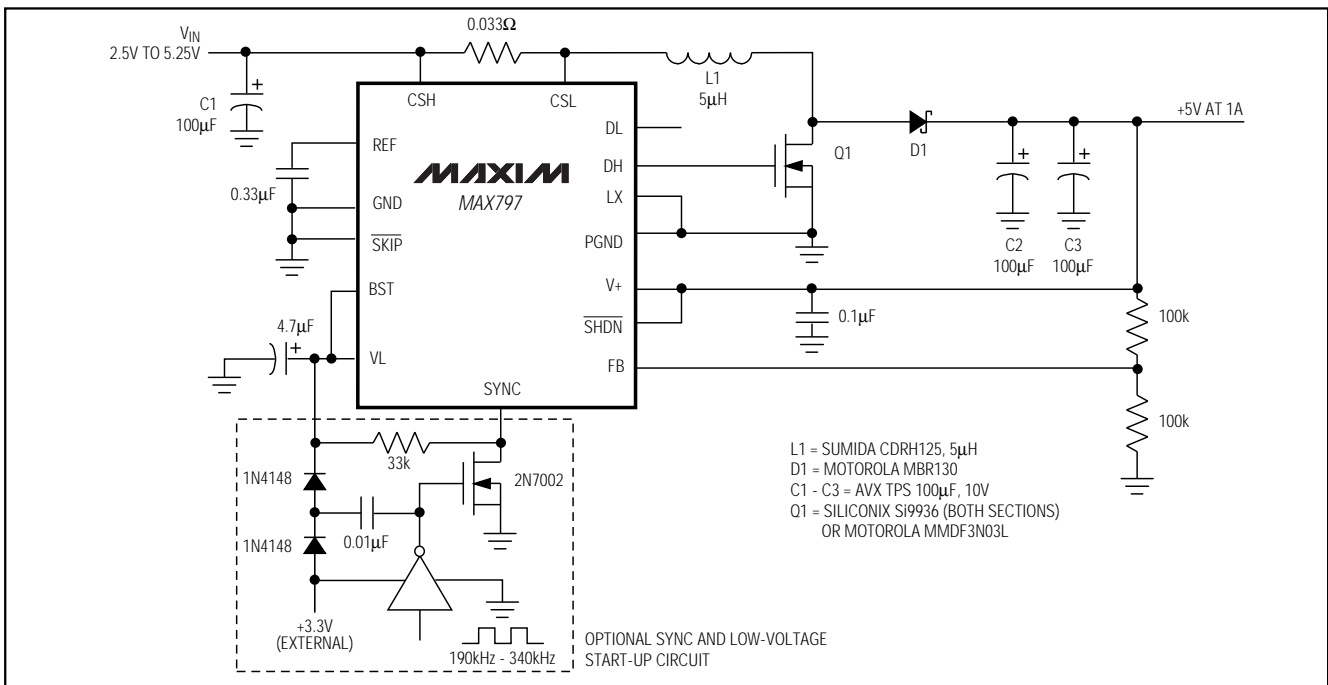 VIN
2.5V TO 5.25V
0.033Ω
C1
100µF
CSH
CSL
L1
5µH
DL
+5V AT 1A
REF
DH
Q1
D1
MAXIM
MAX797
0.33µF
GND
LX
SKIP
PGND
C2
100µF
C3
100µF
BST
V+
4.7µF
SHDN
0.1µF
100k
VL
FB
SYNC
100k
33k
1N4148
2N7002
L1 = SUMIDA CDRH125, 5µH
D1 = MOTOROLA MBR130
C1 - C3 = AVX TPS 100µF, 10V
Q1 = SILICONIX Si9936 (BOTH SECTIONS)
OR MOTOROLA MMDF3N03L
1N4148
0.01µF
+3.3V
(EXTERNAL)
190kHz - 340kHz
OPTIONAL SYNC AND LOW-VOLTAGE
START-UP CIRCUIT